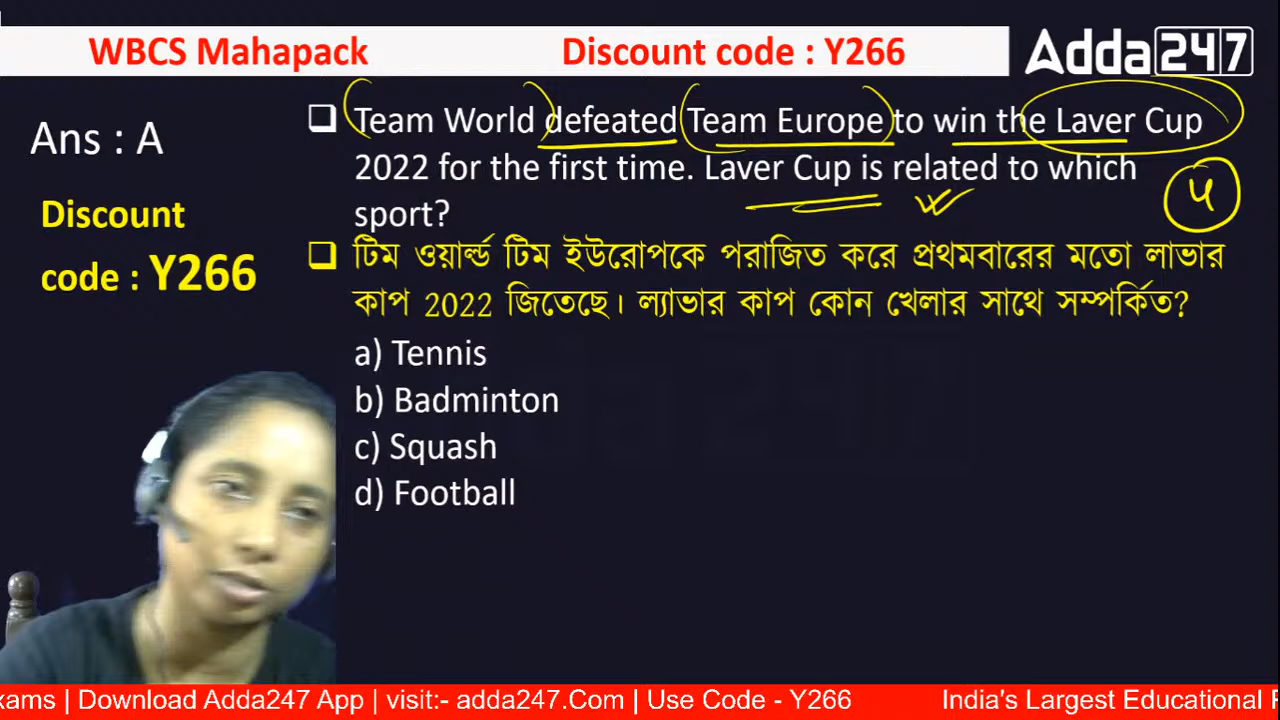 WBCS Mahapack Discount code : Y266 Adda247
Ans : A
Discount
code : Y266
Team World defeated Team Europe to win the Laver Cup
2022 for the first time. Laver Cup is related to which
sport?
4
টিম ওয়ার্ল্ড টিম ইউরোপকে পরাজিত করে প্রথমবারের মতো লাভার
কাপ 2022 জিতেছে। ল্যাভার কাপ কোন খেলার সাথে সম্পর্কিত?
a) Tennis
b) Badminton
c) Squash
d) Football
xams | Download Adda247 App | visit:- adda247.Com | Use Code - Y266 India's Largest Educational